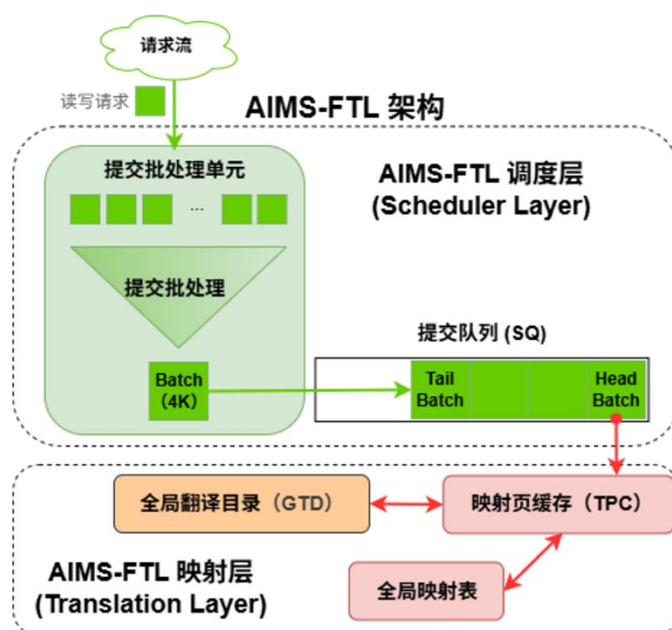 请求流
读写请求
AIMS-FTL 架构
提交批处理单元
...
AIMS-FTL 调度层
(Scheduler Layer)
提交批处理
提交队列 (SQ)
Batch
（4K）
Tail
Batch
Head
Batch
全局翻译目录（GTD）
映射页缓存（TPC）
AIMS-FTL 映射层
(Translation Layer)
全局映射表